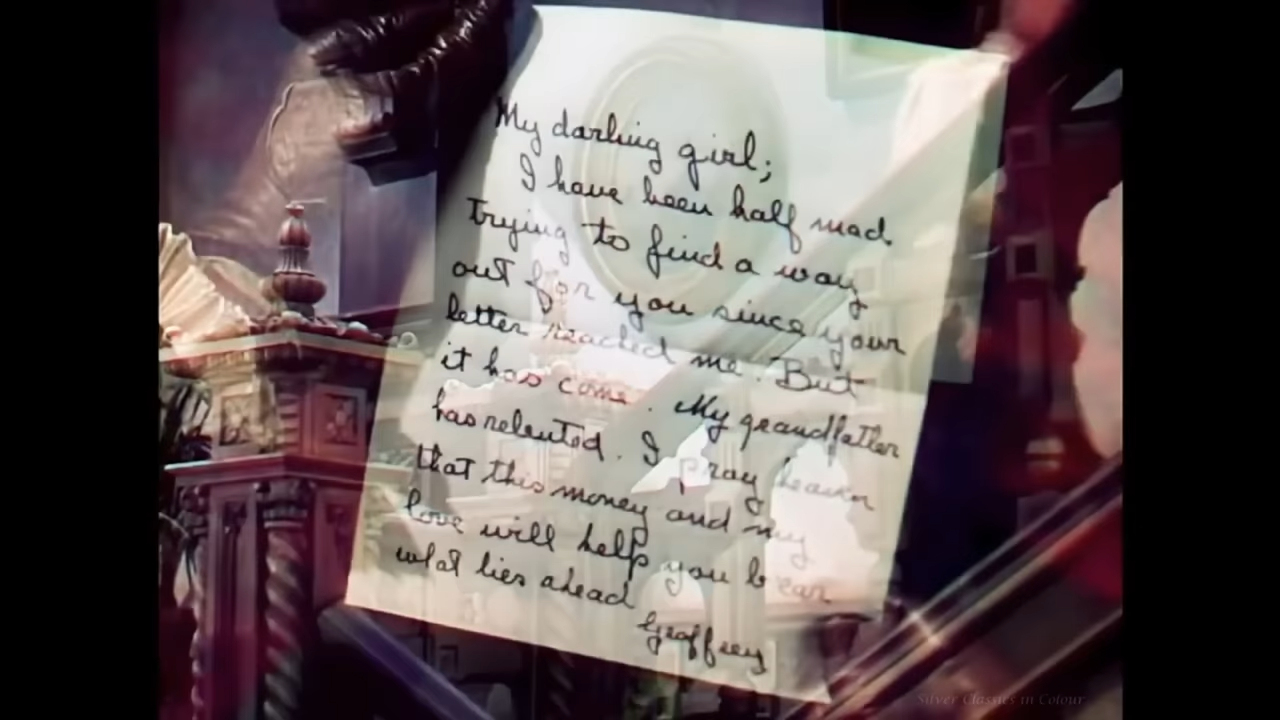 My darling girl;
I have been half mad
trying to find a way
out for you since your
letter reached me. But
it has come. My grandfather
has relented. I pray heaven
that this money and my
love will help you bear
what lies ahead
Geoffrey
Silver Classics in Colour